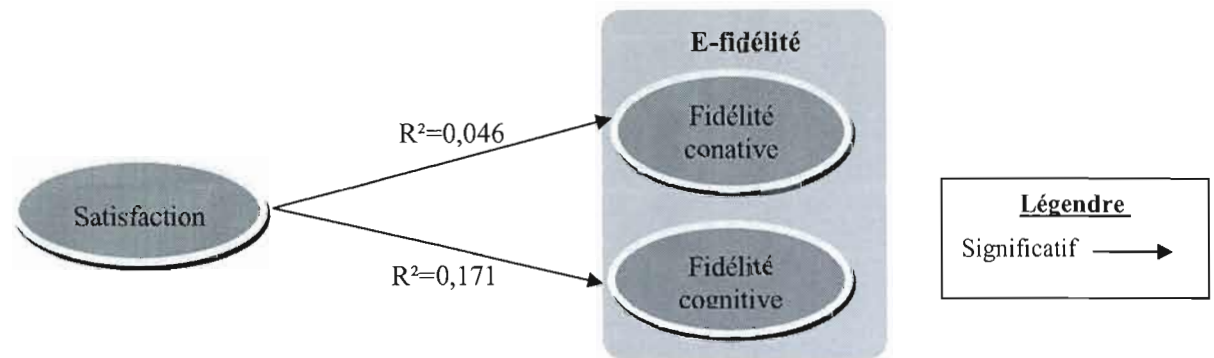 E-fidélité
Fidélité
conative
R²=0,046
Satisfaction
R²=0,171
Fidélité
cognitive
Légendre
Significatif